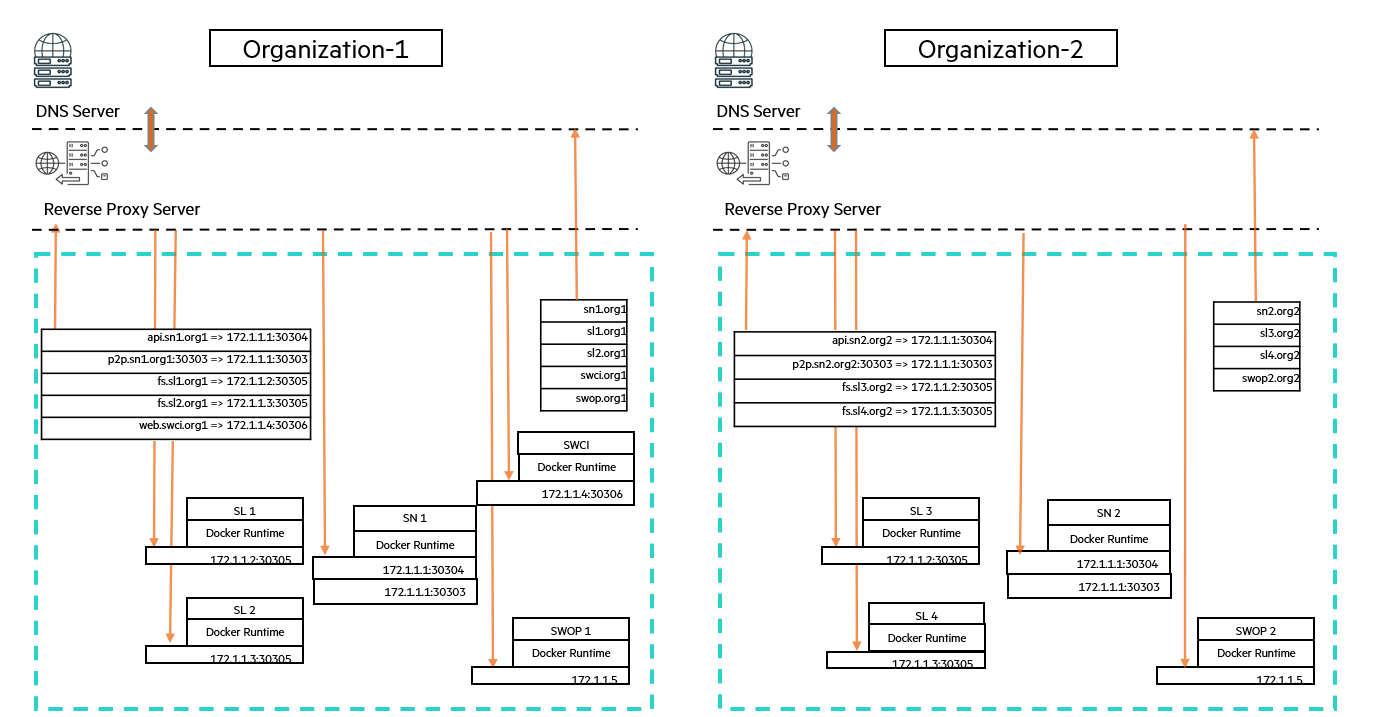 Organization-1
DNS Server
Reverse Proxy Server
api.sn1.org1 => 172.1.1.1:30304
p2p.sn1.org1:30303 => 172.1.1.1:30303
fs.sl1.org1 => 172.1.1.2:30305
fs.sl2.org1 => 172.1.1.3:30305
web.swci.org1 => 172.1.1.4:30306
sn1.org1
sl1.org1
sl2.org1
swci.org1
swop.org1
SWCI
Docker Runtime
172.1.1.4:30306
SL 1
Docker Runtime
172.1.1.2:30305
SN 1
Docker Runtime
172.1.1.1:30304
172.1.1.1:30303
SL 2
Docker Runtime
172.1.1.3:30305
SWOP 1
Docker Runtime
172.1.1.5
Organization-2
DNS Server
Reverse Proxy Server
api.sn2.org2 => 172.1.1.1:30304
p2p.sn2.org2:30303 => 172.1.1.1:30303
fs.sl3.org2 => 172.1.1.2:30305
fs.sl4.org2 => 172.1.1.3:30305
sn2.org2
sl3.org2
sl4.org2
swop2.org2
SL 3
Docker Runtime
172.1.1.2:30305
SN 2
Docker Runtime
172.1.1.1:30304
172.1.1.1:30303
SL 4
Docker Runtime
172.1.1.3:30305
SWOP 2
Docker Runtime
172.1.1.5